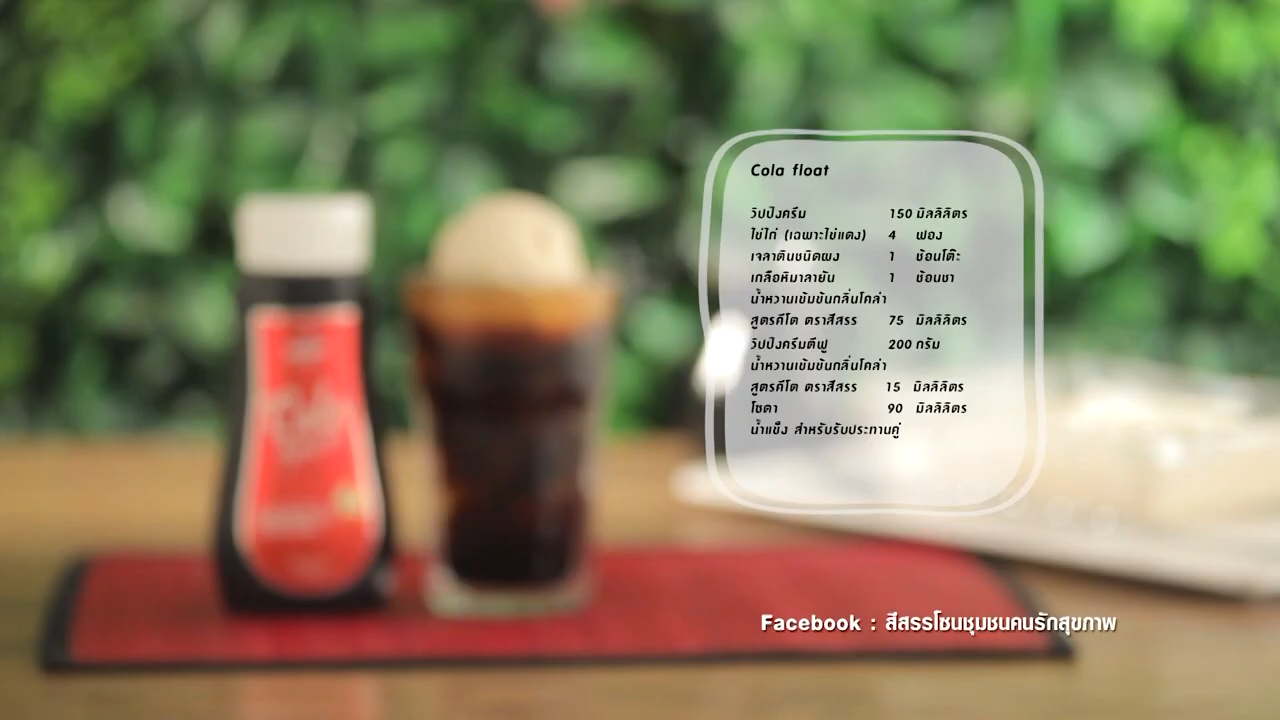 Cola float
วิปปิ้งครีม 150 มิลลิลิตร
ไข่ไก่ (เฉพาะไข่แดง) 4 ฟอง
เจลาตินชนิดผง 1 ช้อนโต๊ะ
เกลือหิมาลายัน 1 ช้อนชา
น้ำหวานเข้มข้นกลิ่นโคล่า
สูตรคีโต ตราสีสรร 75 มิลลิลิตร
วิปปิ้งครีมตีฟู 200 กรัม
น้ำหวานเข้มข้นกลิ่นโคล่า
สูตรคีโต ตราสีสรร 15 มิลลิลิตร
โซดา 90 มิลลิลิตร
น้ำแข็ง สำหรับรับประทานคู่
Facebook : สีสรรโซนชุมชนคนรักสุขภาพ